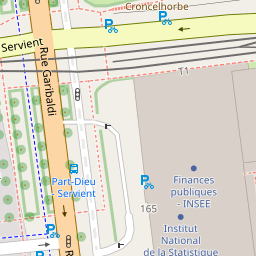 Croncelhorbe
Servient
Rue Garibaldi
T1
Part-Dieu
- Servient
Finances
publiques
- INSEE
165
Institut
National
de la Statistique
R